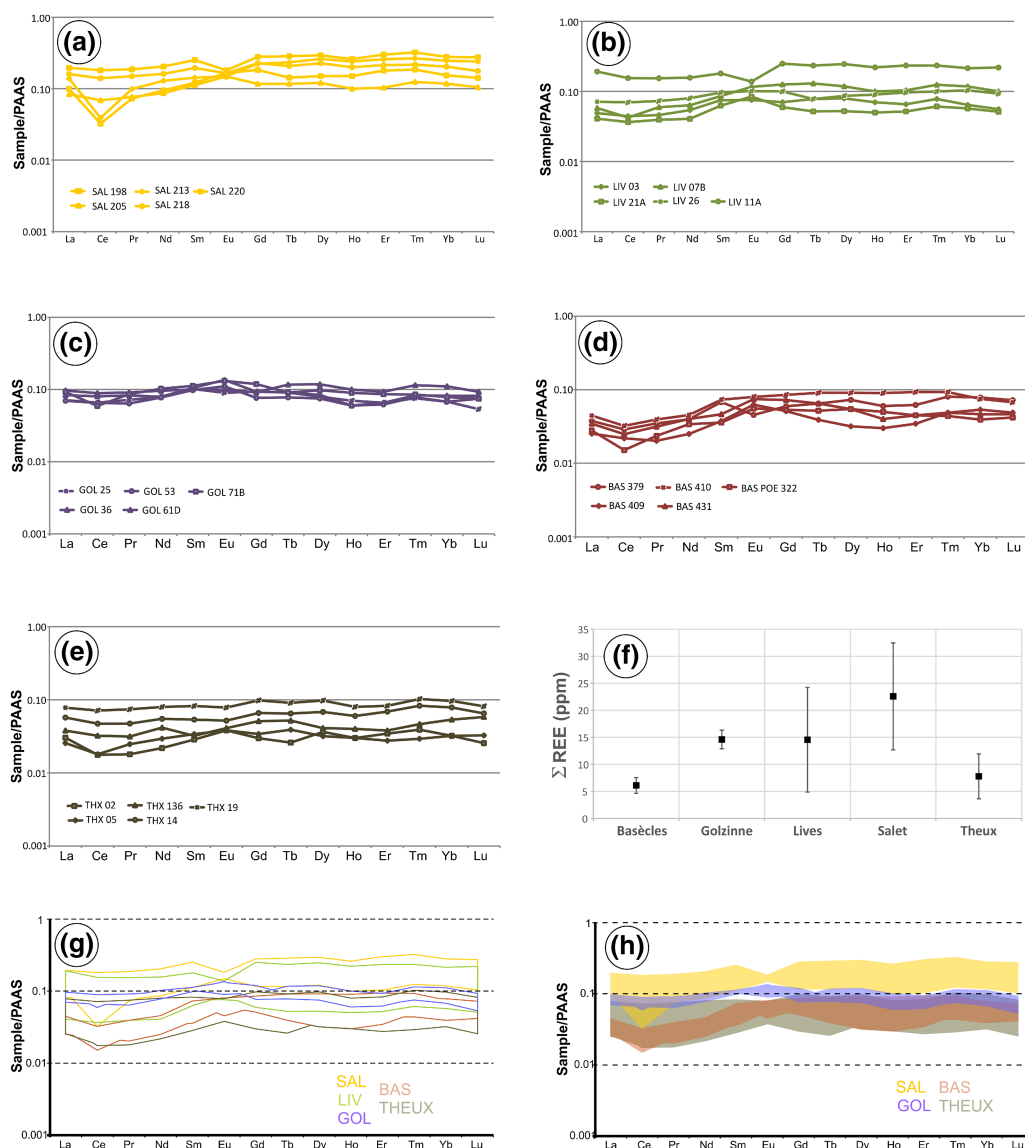 (a)
Sample/PAAS
1.00
0.10
0.01
0.001
SAL 198 SAL 213 SAL 220
SAL 205 SAL 218
La Ce Pr Nd Sm Eu Gd Tb Dy Ho Er Tm Yb Lu
(b)
Sample/PAAS
1.00
0.10
0.01
0.001
LIV 03 LIV 07B
LIV 21A LIV 26 LIV 11A
La Ce Pr Nd Sm Eu Gd Tb Dy Ho Er Tm Yb Lu
(c)
Sample/PAAS
1.00
0.10
0.01
0.001
GOL 25 GOL 53 GOL 71B
GOL 36 GOL 61D
La Ce Pr Nd Sm Eu Gd Tb Dy Ho Er Tm Yb Lu
(d)
Sample/PAAS
1.00
0.10
0.01
0.001
BAS 379 BAS 410 BAS POE 322
BAS 409 BAS 431
La Ce Pr Nd Sm Eu Gd Tb Dy Ho Er Tm Yb Lu
(e)
Sample/PAAS
1.00
0.10
0.01
0.001
THX 02 THX 136 THX 19
THX 05 THX 14
La Ce Pr Nd Sm Eu Gd Tb Dy Ho Er Tm Yb Lu
(f)
Σ REE (ppm)
35
30
25
20
15
10
5
0
Basècles Golzinne Lives Salet Theux
(g)
Sample/PAAS
1
0.1
0.01
0.001
SAL BAS
LIV THEUX
GOL
La Ce Pr Nd Sm Eu Gd Tb Dy Ho Er Tm Yb Lu
(h)
Sample/PAAS
1
0.1
0.01
0.001
SAL BAS
GOL THEUX
La Ce Pr Nd Sm Eu Gd Tb Dy Ho Er Tm Yb Lu